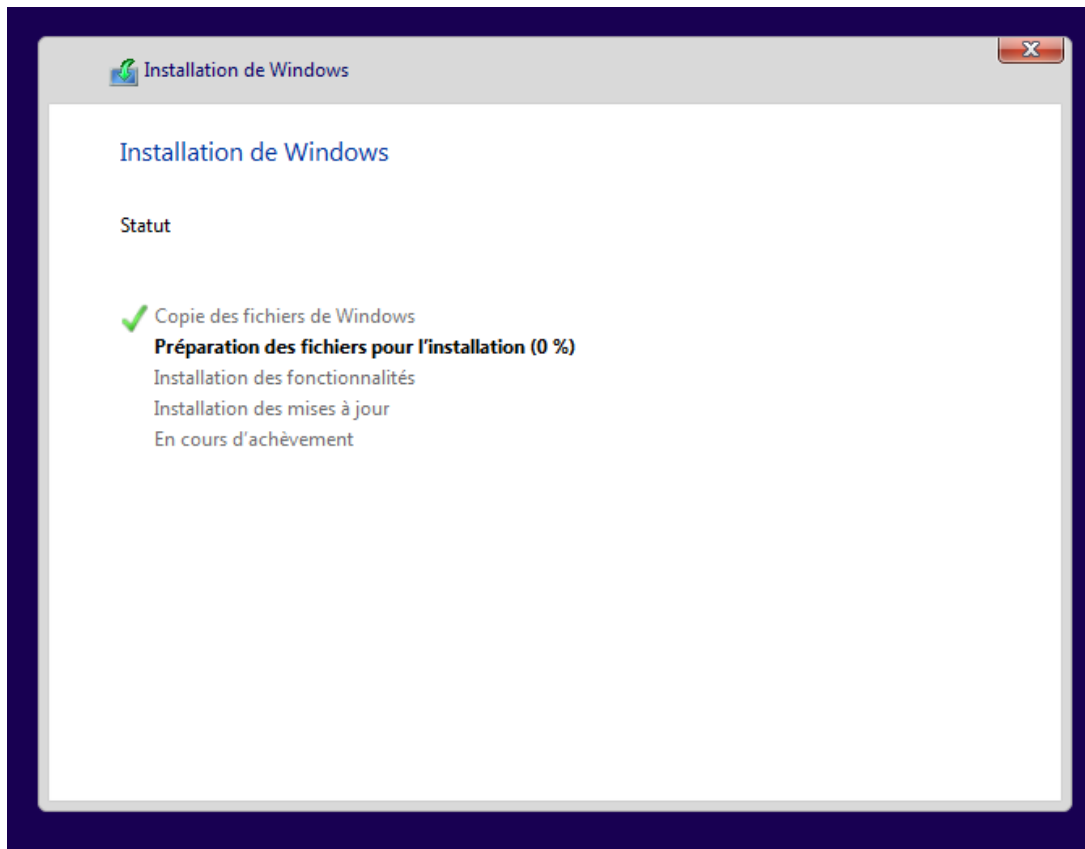 Installation de Windows
Installation de Windows
Statut
Copie des fichiers de Windows
Préparation des fichiers pour l'installation (0 %)
Installation des fonctionnalités
Installation des mises à jour
En cours d'achèvement